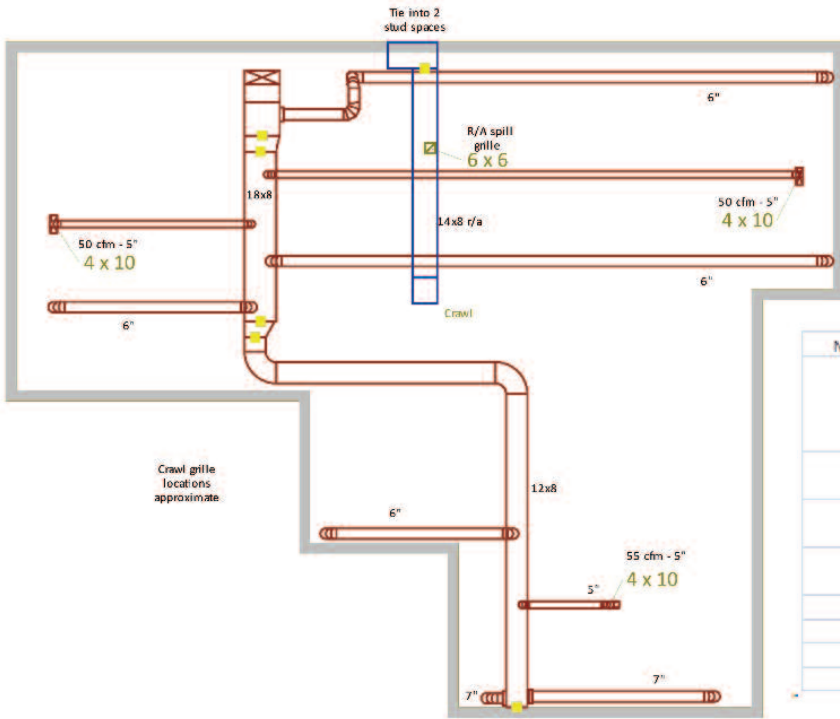 Tie into 2
stud spaces
6"
R/A spill
grille
6 x 6
18x8
50 cfm - 5"
4 x 10
14x8 r/a
50 cfm - 5"
4 x 10
6"
6"
Crawl
N
Crawl grille
locations
approximate
12x8
6"
55 cfm - 5"
4 x 10
5"
7"
7"